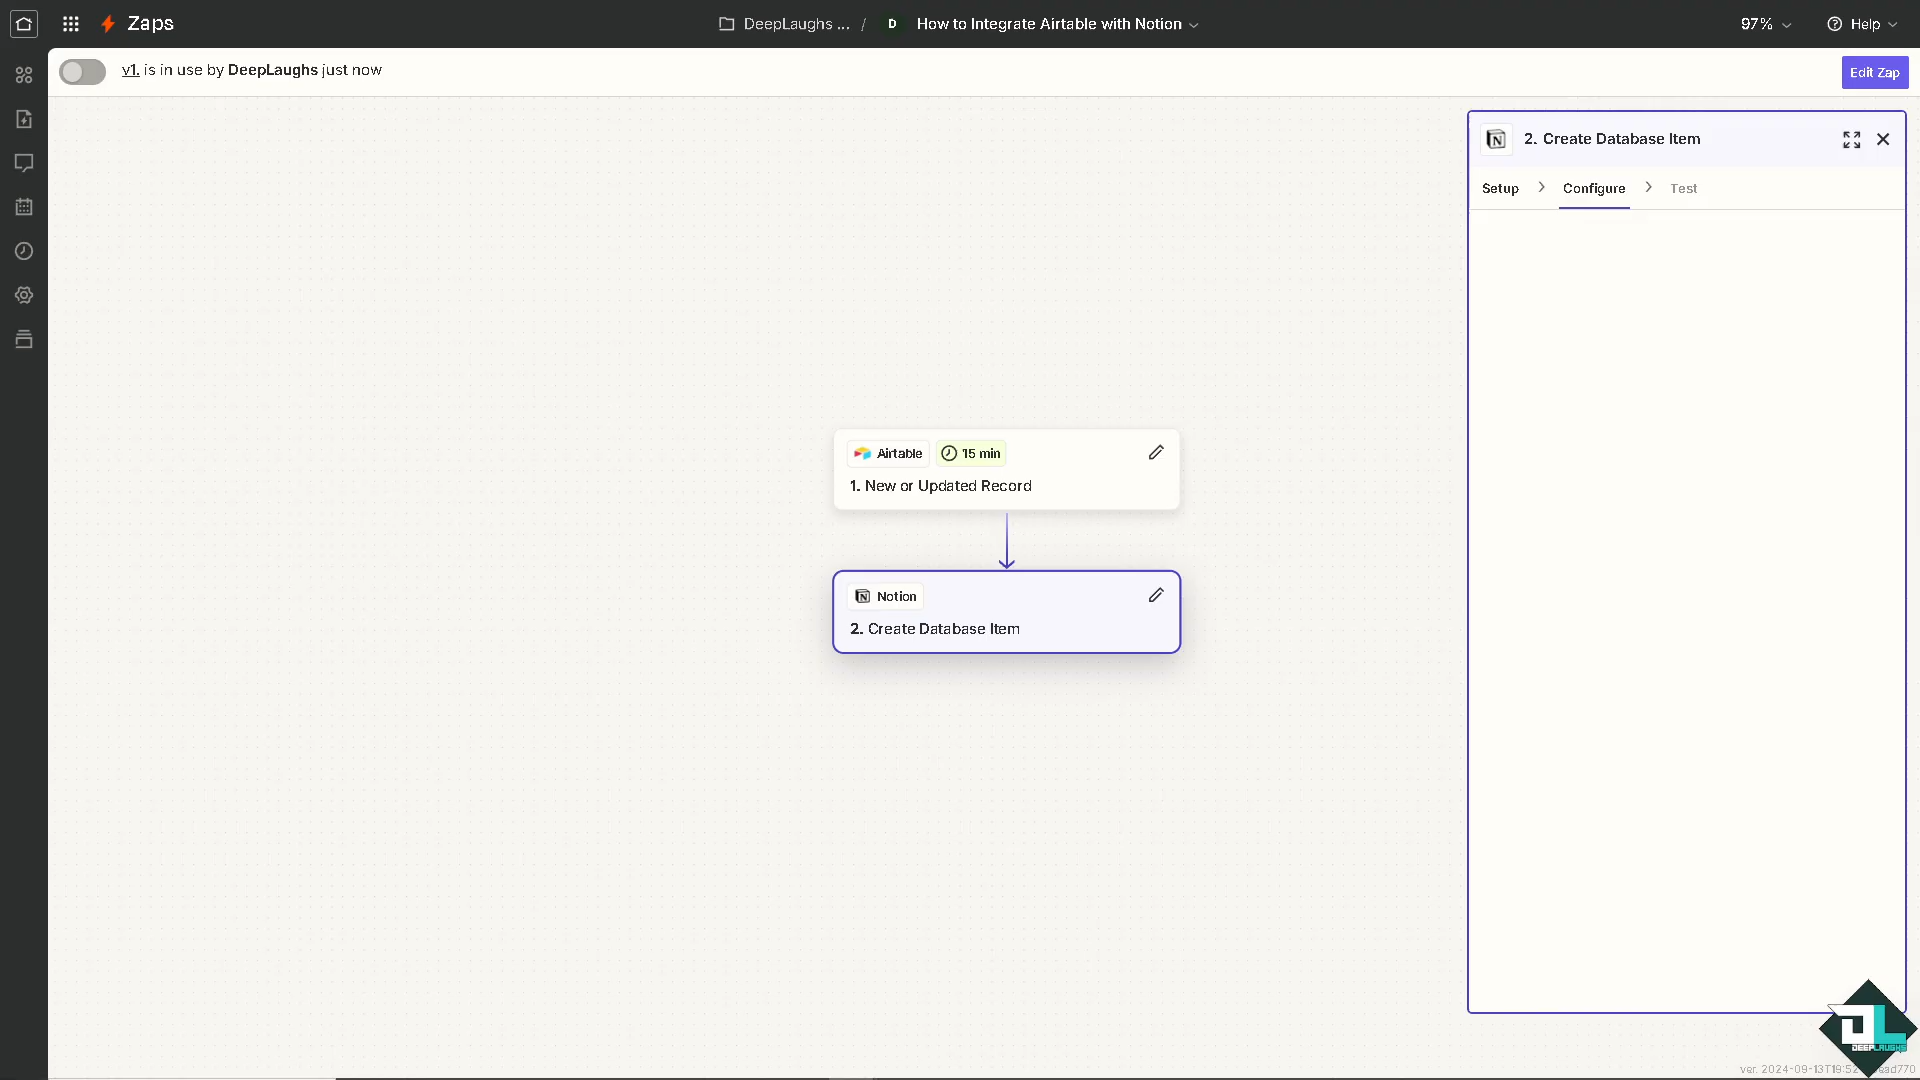 Zaps
DeepLaughs ... / D How to Integrate Airtable with Notion
97%
Help
v1. is in use by DeepLaughs just now
Edit Zap
2. Create Database Item
Setup
Configure
Test
Airtable
15 min
1. New or Updated Record
Notion
2. Create Database Item
DEEPLAUGHS